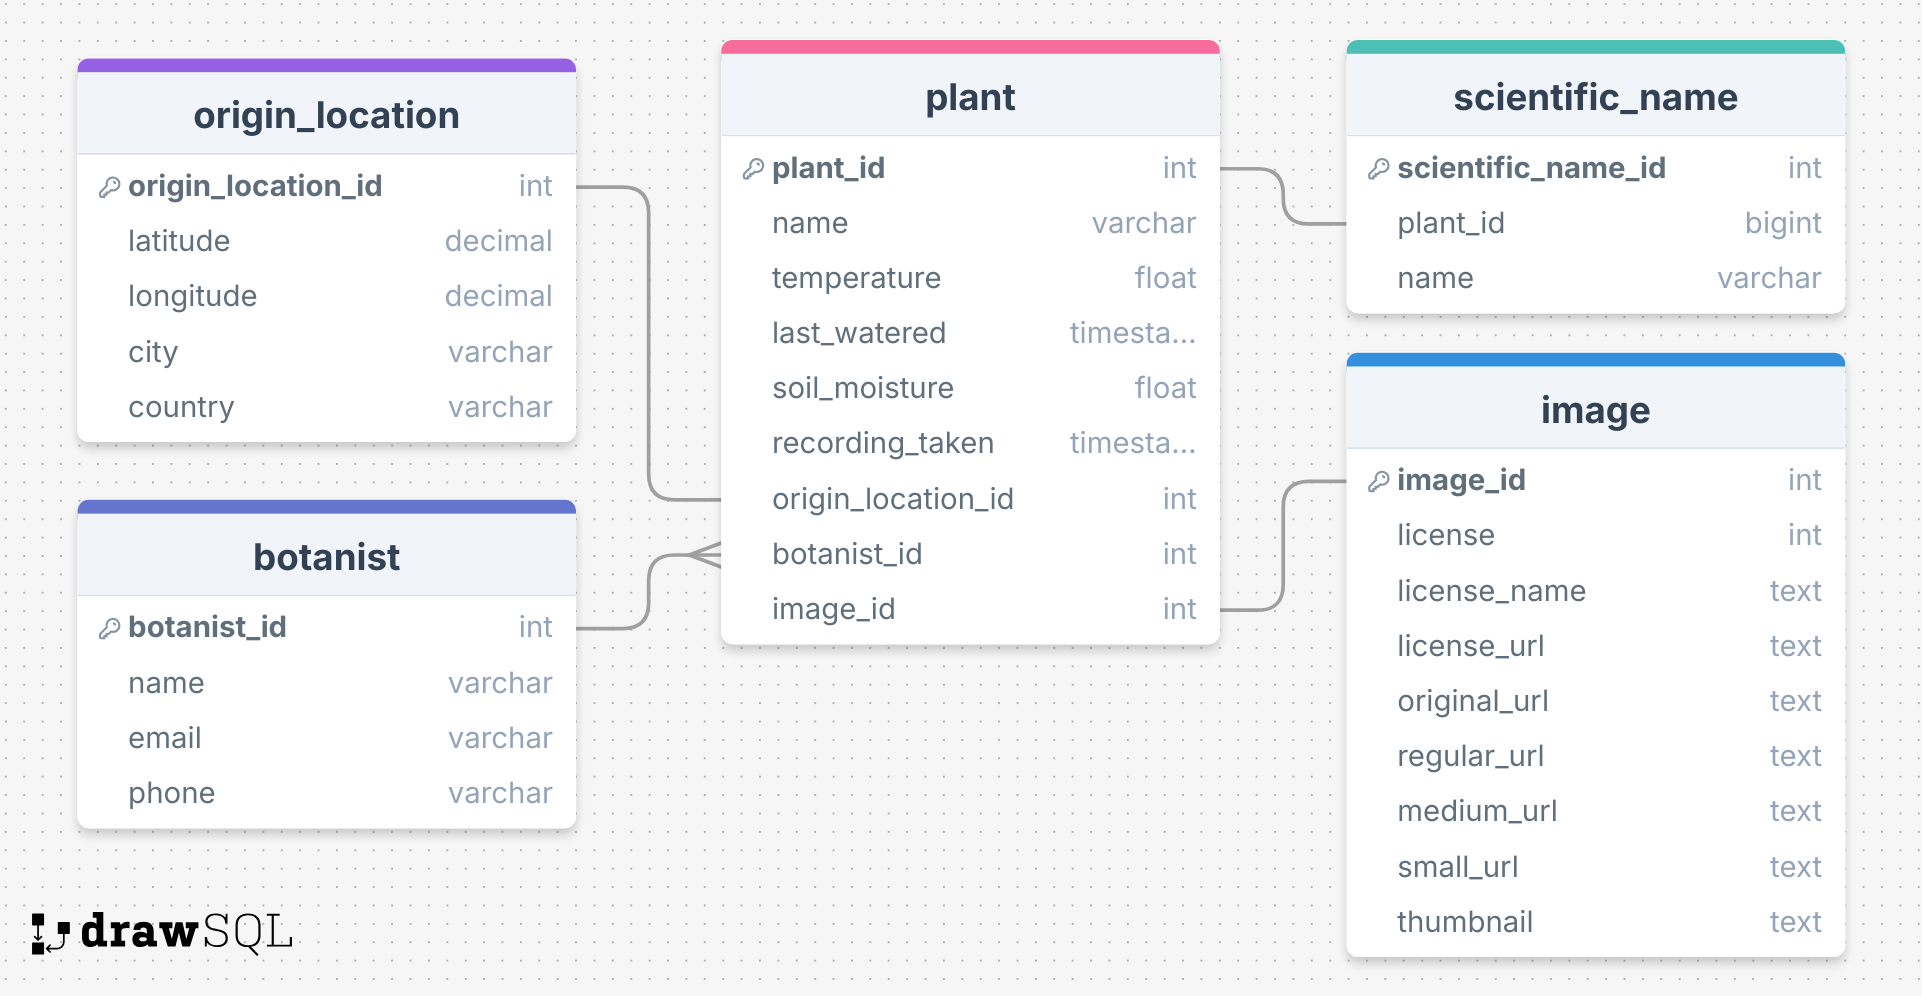 origin_location
origin_location_id int
latitude decimal
longitude decimal
city varchar
country varchar
botanist
botanist_id int
name varchar
email varchar
phone varchar
plant
plant_id int
name varchar
temperature float
last_watered timesta...
soil_moisture float
recording_taken timesta...
origin_location_id int
botanist_id int
image_id int
scientific_name
scientific_name_id int
plant_id bigint
name varchar
image
image_id int
license int
license_name text
license_url text
original_url text
regular_url text
medium_url text
small_url text
thumbnail text
drawSQL